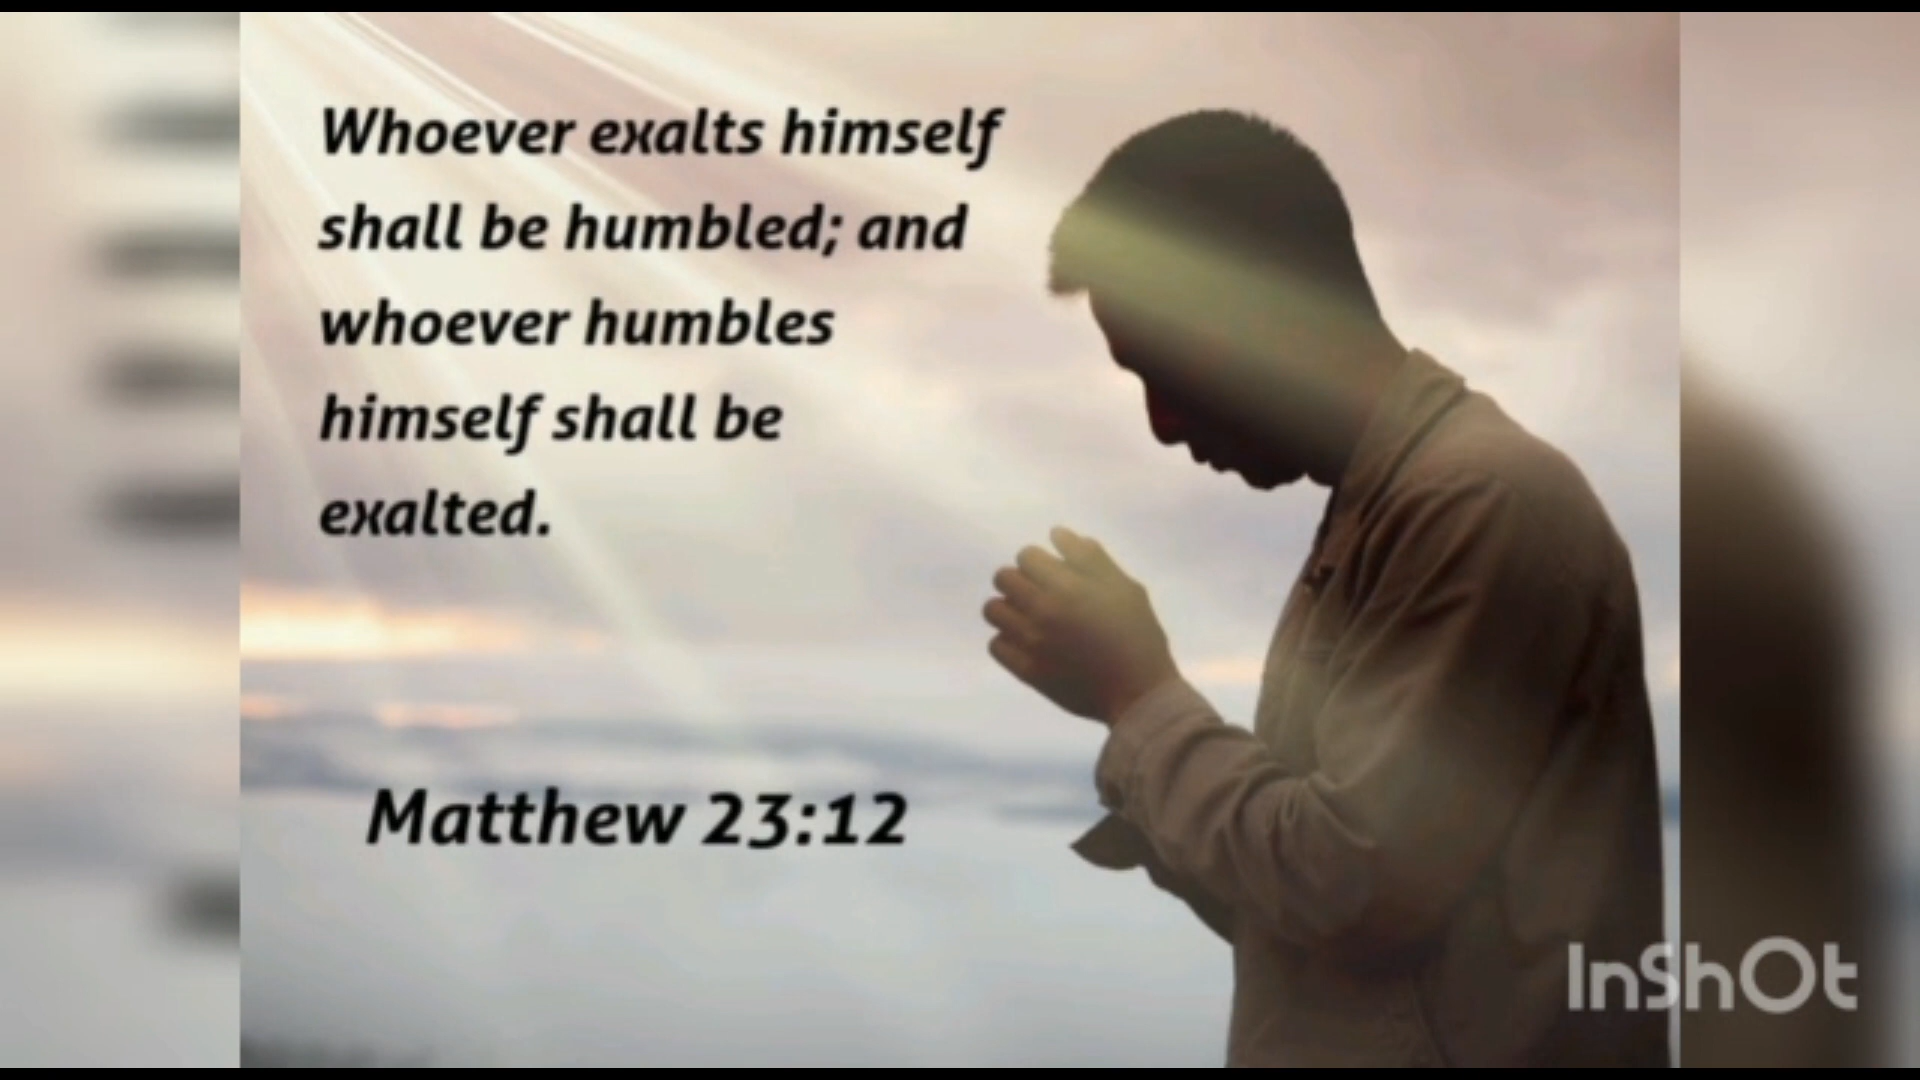 Whoever exalts himself
shall be humbled; and
whoever humbles
himself shall be
exalted.
Matthew 23:12
InShOt